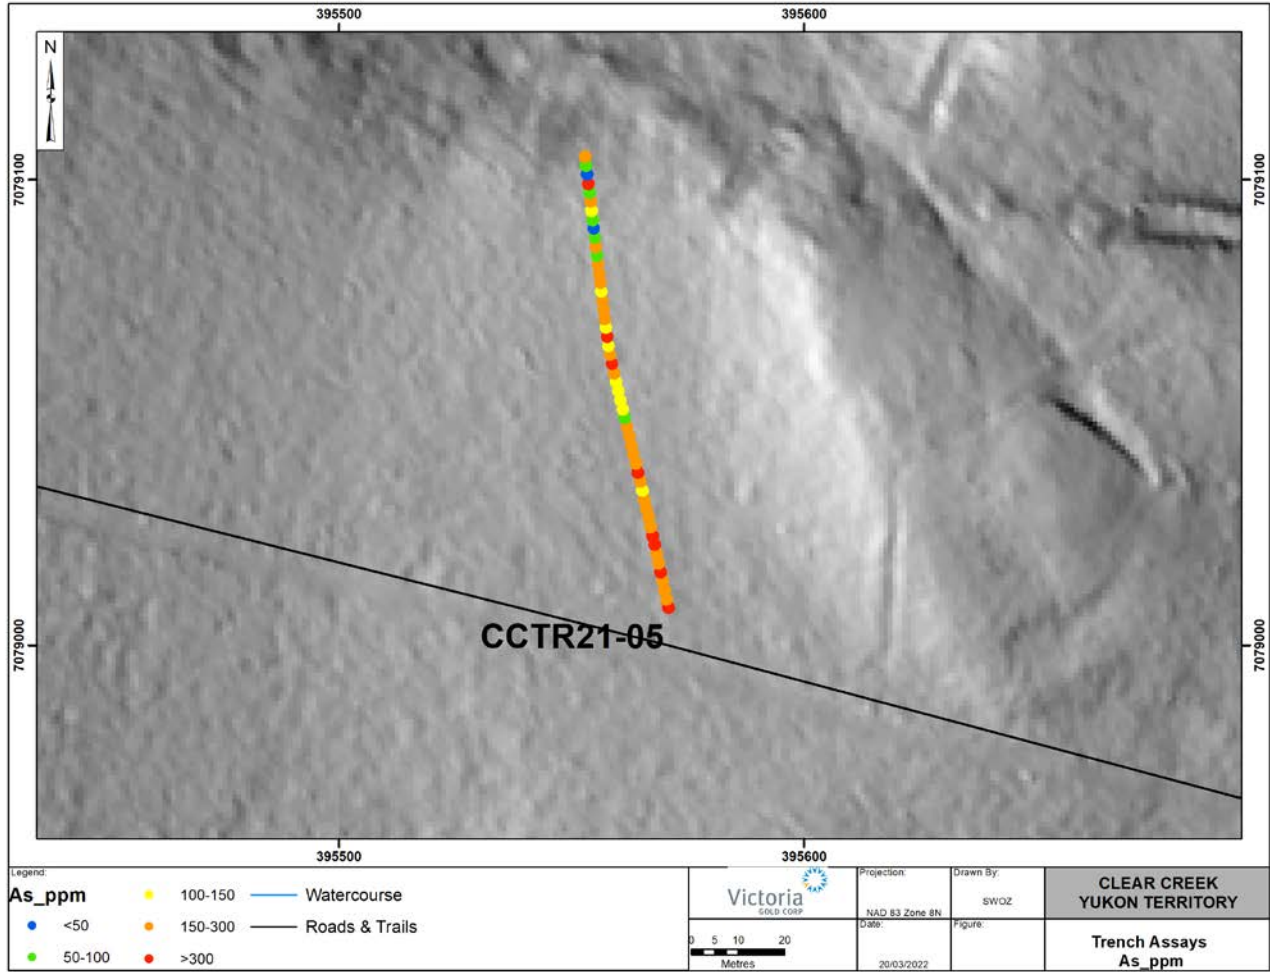 395500 395600
N
7079100 7079100
CCTR21-05
7079000 7079000
395500 395600
Legend:
As_ppm
<50
50-100
100-150
150-300
>300
Watercourse
Roads & Trails
Victoria
GOLD CORP
0 5 10 20
Metres
Projection:
NAD 83 Zone 8N
Drawn By:
SWOZ
Date:
20/03/2022
Figure:
CLEAR CREEK
YUKON TERRITORY
Trench Assays
As_ppm